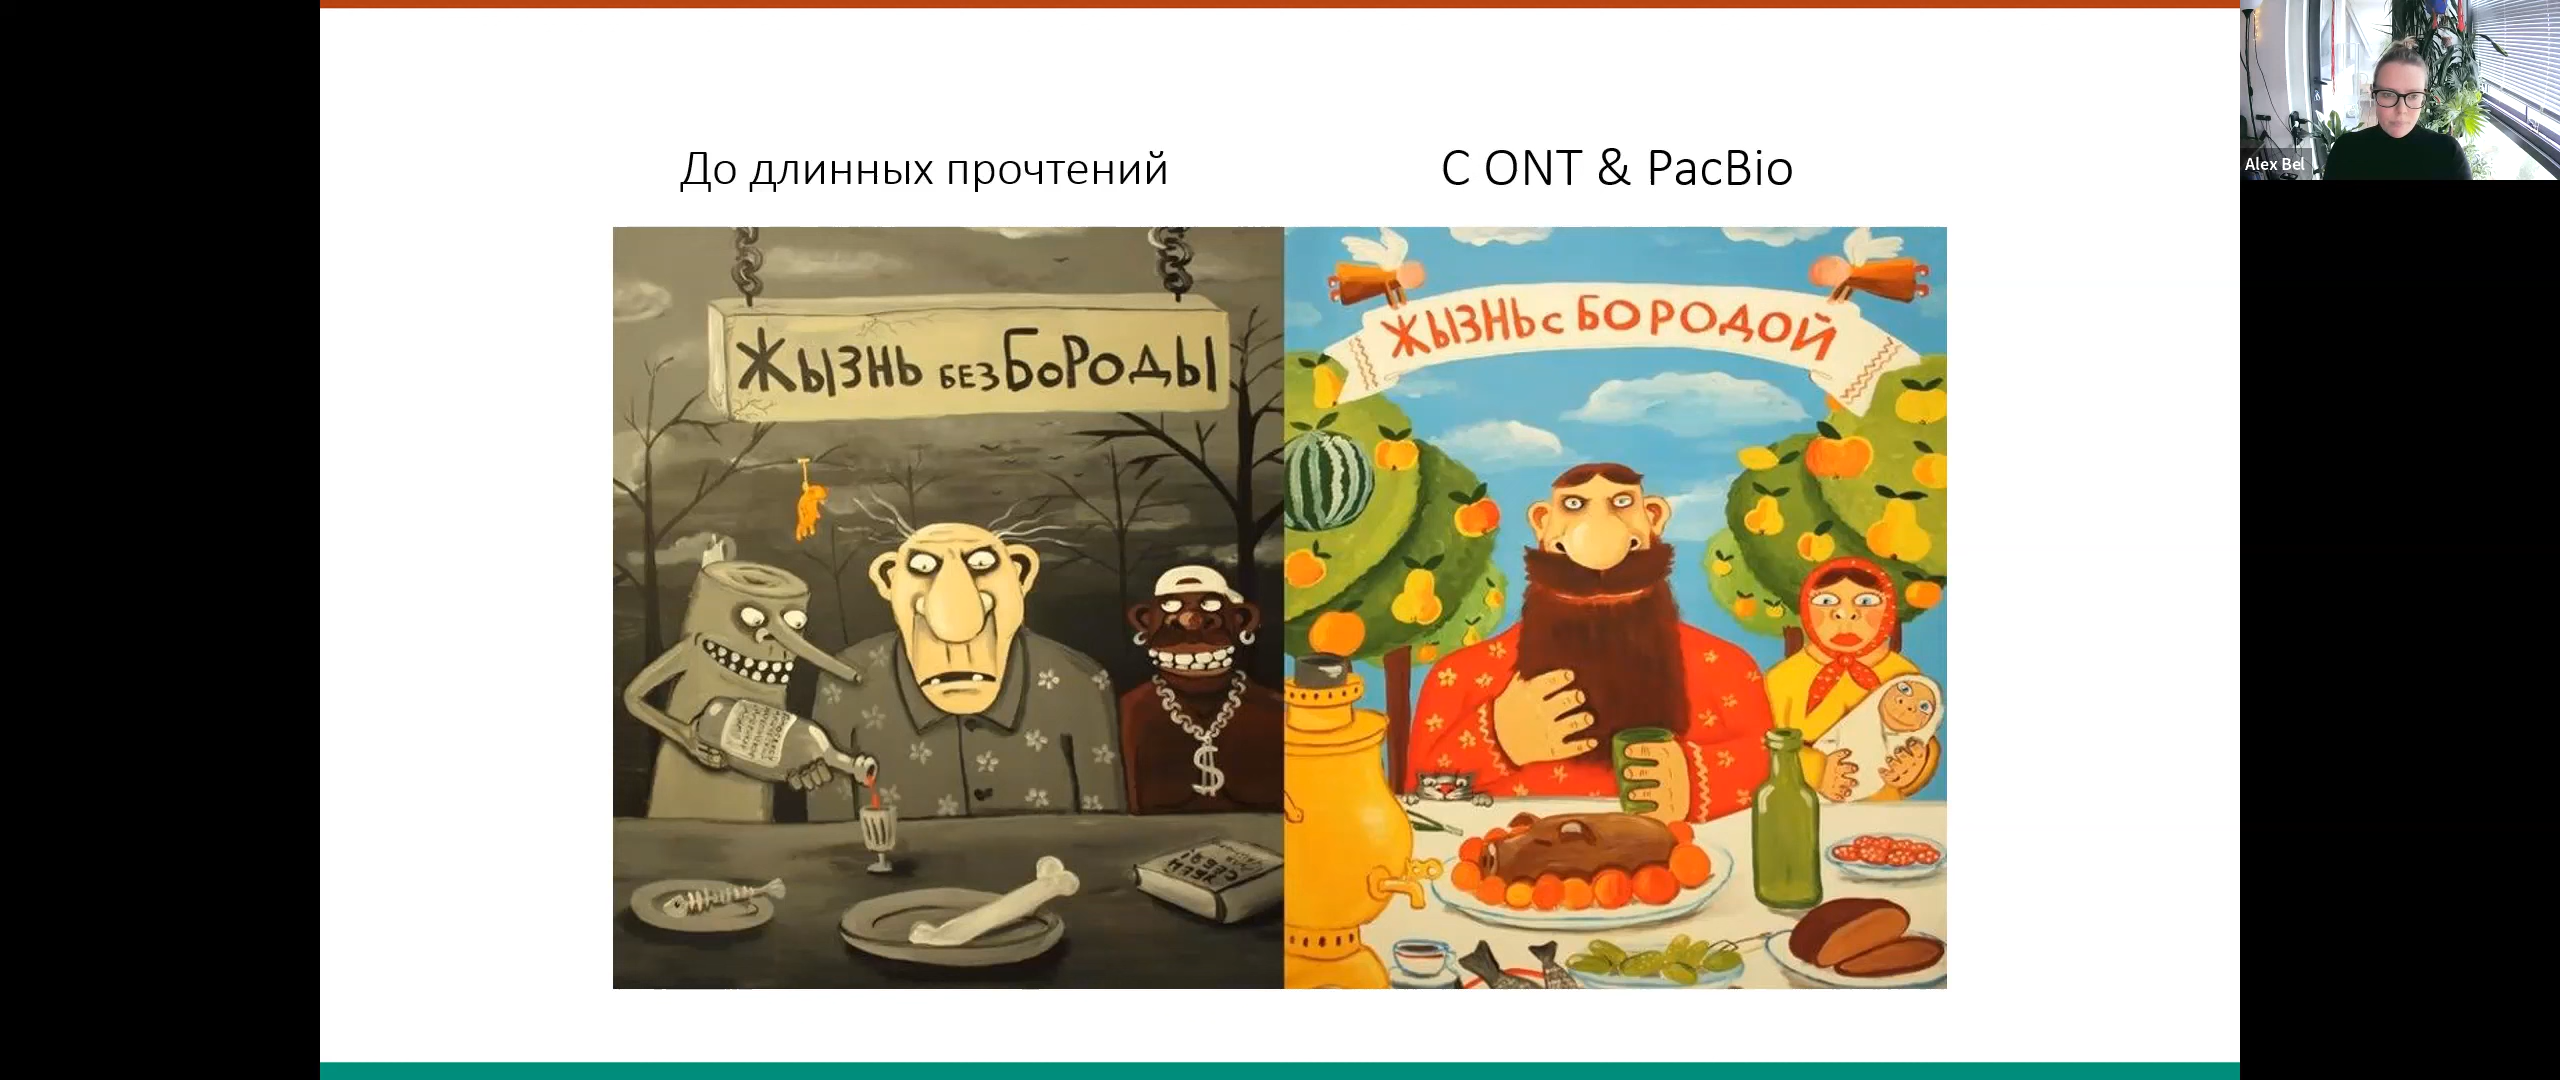 До длинных прочтений
С ONT & PacBio
Alex Bel
ЖЫЗНЬ БЕЗ БОРОДЫ
ЖЫЗНЬ с БОРОДОЙ
$